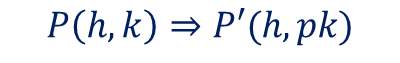 P(h, k) ⇒ P′(h, pk)